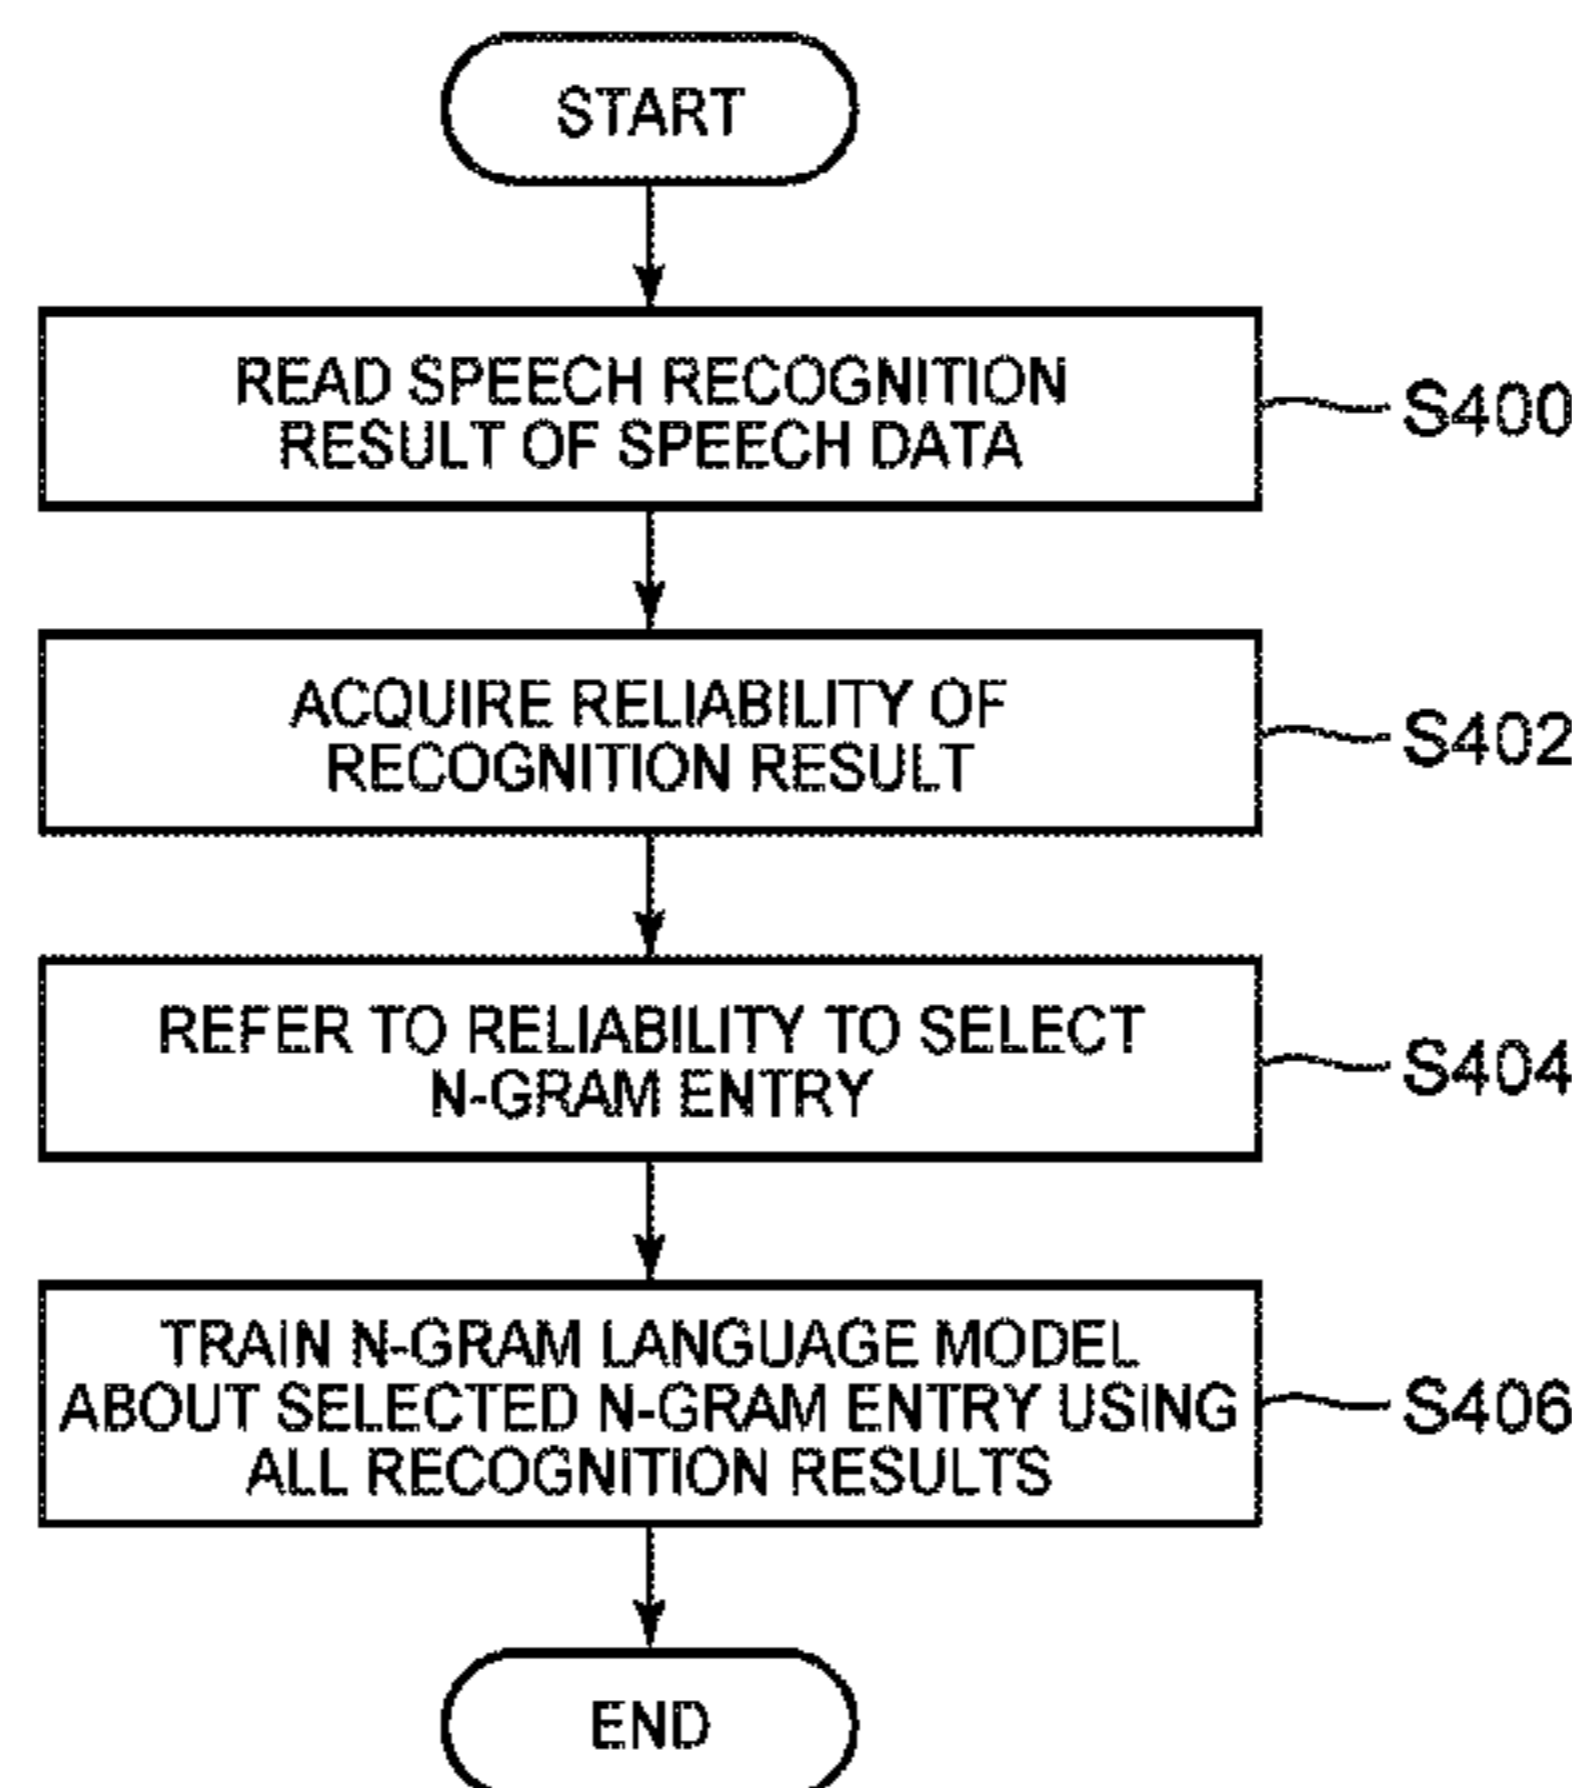 START
READ SPEECH RECOGNITION
RESULT OF SPEECH DATA
S400
ACQUIRE RELIABILITY OF
RECOGNITION RESULT
S402
REFER TO RELIABILITY TO SELECT
N-GRAM ENTRY
S404
TRAIN N-GRAM LANGUAGE MODEL
ABOUT SELECTED N-GRAM ENTRY USING
ALL RECOGNITION RESULTS
S406
END